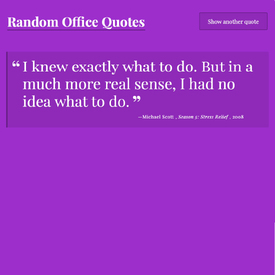 Random Office Quotes
Show another quote
“ I knew exactly what to do. But in a
much more real sense, I had no
idea what to do. ”
– Michael Scott , Season 5: Stress Relief , 2008